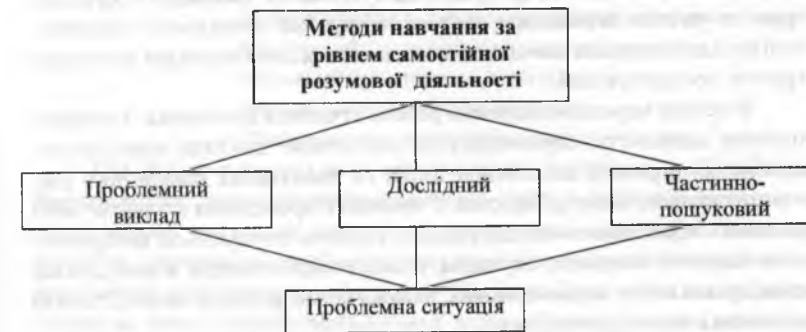 Методи навчання за
рівнем самостійної
розумової діяльності
Проблемний
виклад
Дослідний
Частинно-
пошуковий
Проблемна ситуація